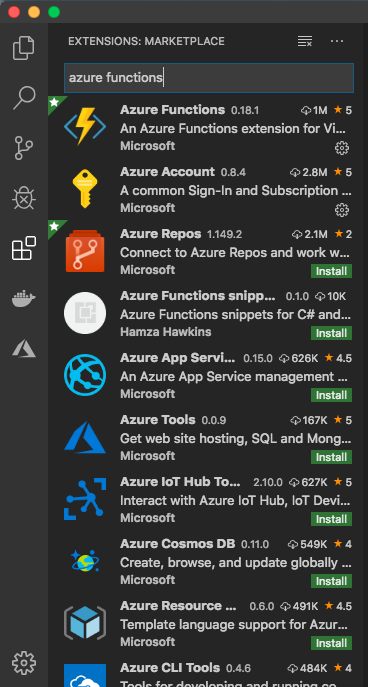 EXTENSIONS: MARKETPLACE
azure functions
Azure Functions 0.18.1 1M 5
An Azure Functions extension for Vi...
Microsoft
Azure Account 0.8.4 2.8M 5
A common Sign-In and Subscription ...
Microsoft
Azure Repos 1.149.2 2.1M 2
Connect to Azure Repos and work w...
Microsoft Install
Azure Functions snipp... 0.1.0 10K
Azure Functions snippets for C# and...
Hamza Hawkins Install
Azure App Servi... 0.15.0 626K 4.5
An Azure App Service management ...
Microsoft Install
Azure Tools 0.0.9 167K 5
Get web site hosting, SQL and Mong...
Microsoft Install
Azure IoT Hub To... 2.10.0 627K 5
Interact with Azure IoT Hub, IoT Devi...
Microsoft Install
Azure Cosmos DB 0.11.0 549K 4
Create, browse, and update globally ...
Microsoft Install
Azure Resource ... 0.6.0 491K 4.5
Template language support for Azur...
Microsoft Install
Azure CLI Tools 0.4.6 484K 4
Tools for developing and running co...